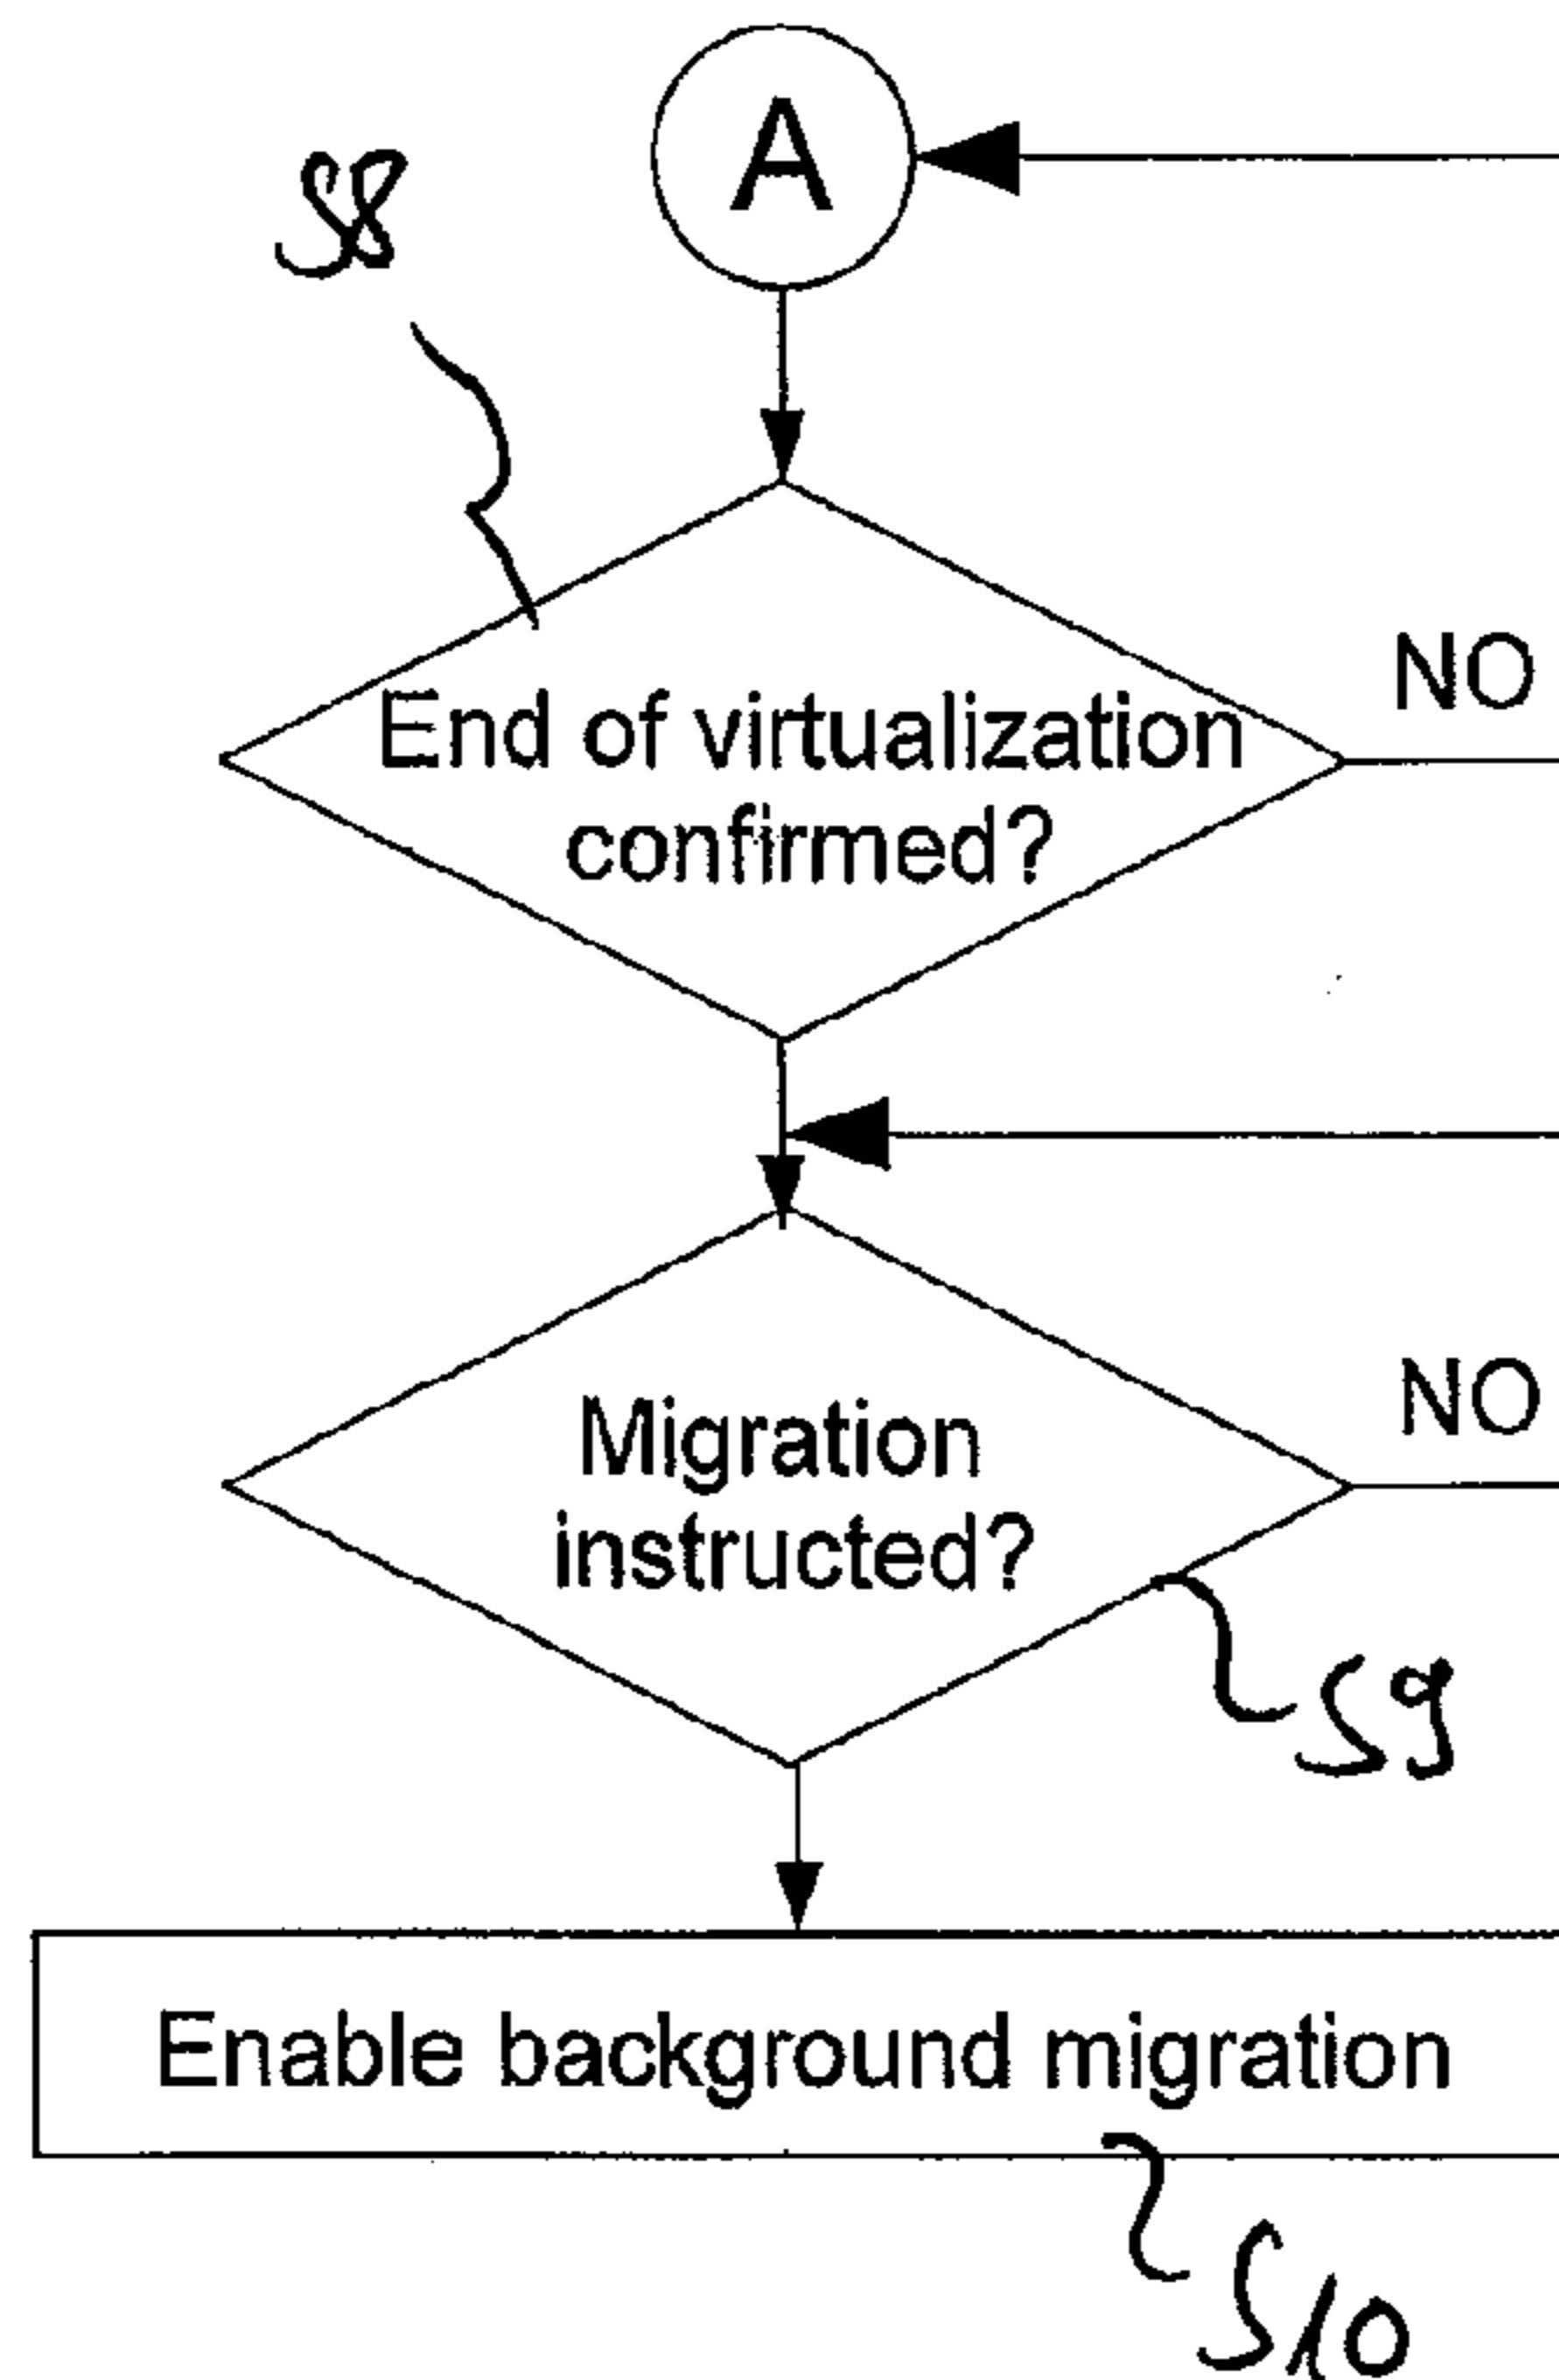 A
S8
NO
End of virtualization
confirmed?
NO
Migration
instructed?
S9
Enable background migration
S10